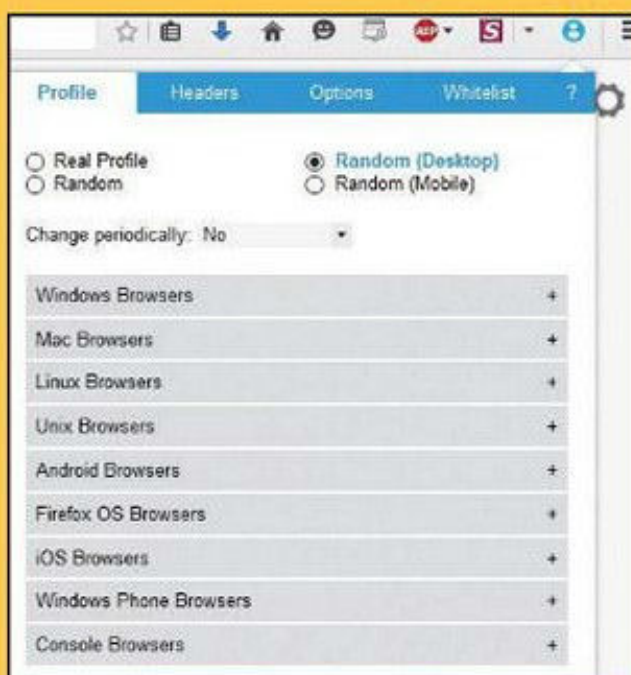 ABP
S
Profile Headers Options Whitelist ?
Real Profile Random (Desktop)
Random Random (Mobile)
Change periodically: No
Windows Browsers +
Mac Browsers +
Linux Browsers +
Unix Browsers +
Android Browsers +
Firefox OS Browsers +
iOS Browsers +
Windows Phone Browsers +
Console Browsers +